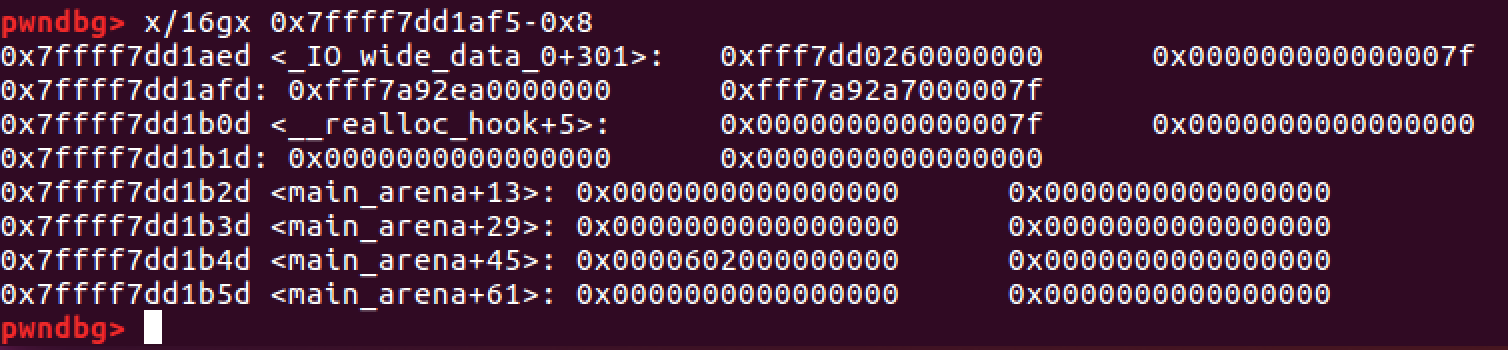 pwndbg> x/16gx 0x7ffff7dd1af5-0x8
0x7ffff7dd1aed <_IO_wide_data_0+301>: 0xfff7dd0260000000 0x000000000000007f
0x7ffff7dd1afd: 0xfff7a92ea0000000 0xfff7a92a7000007f
0x7ffff7dd1b0d <__realloc_hook+5>: 0x000000000000007f 0x0000000000000000
0x7ffff7dd1b1d: 0x0000000000000000 0x0000000000000000
0x7ffff7dd1b2d <main_arena+13>: 0x0000000000000000 0x0000000000000000
0x7ffff7dd1b3d <main_arena+29>: 0x0000000000000000 0x0000000000000000
0x7ffff7dd1b4d <main_arena+45>: 0x0000602000000000 0x0000000000000000
0x7ffff7dd1b5d <main_arena+61>: 0x0000000000000000 0x0000000000000000
pwndbg>